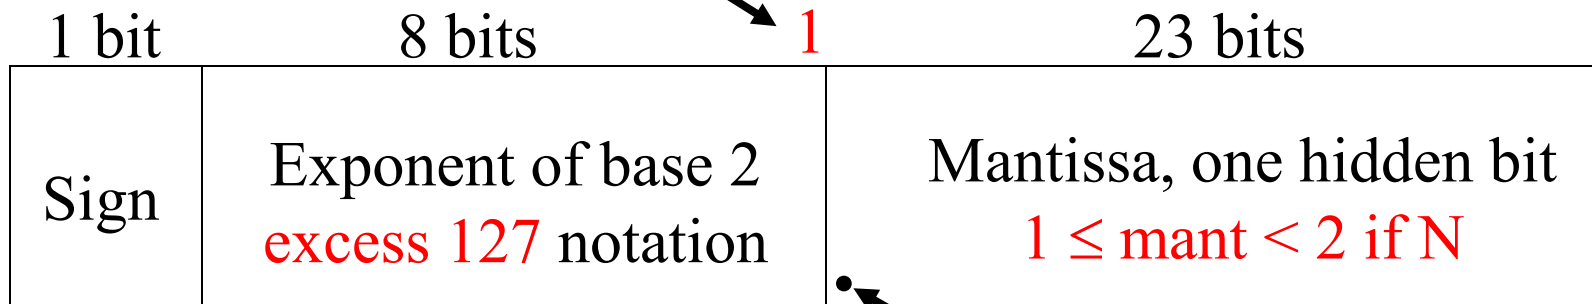 1 bit 8 bits 1 23 bits
Sign
Exponent of base 2
excess 127 notation
Mantissa, one hidden bit
1 ≤ mant < 2 if N